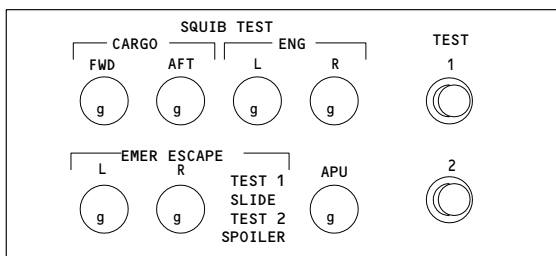 SQUIB TEST
CARGO ENG TEST
FWD AFT L R 1
g g g g
EMER ESCAPE
L R APU 2
TEST 1
SLIDE
g g TEST 2 g
SPOILER